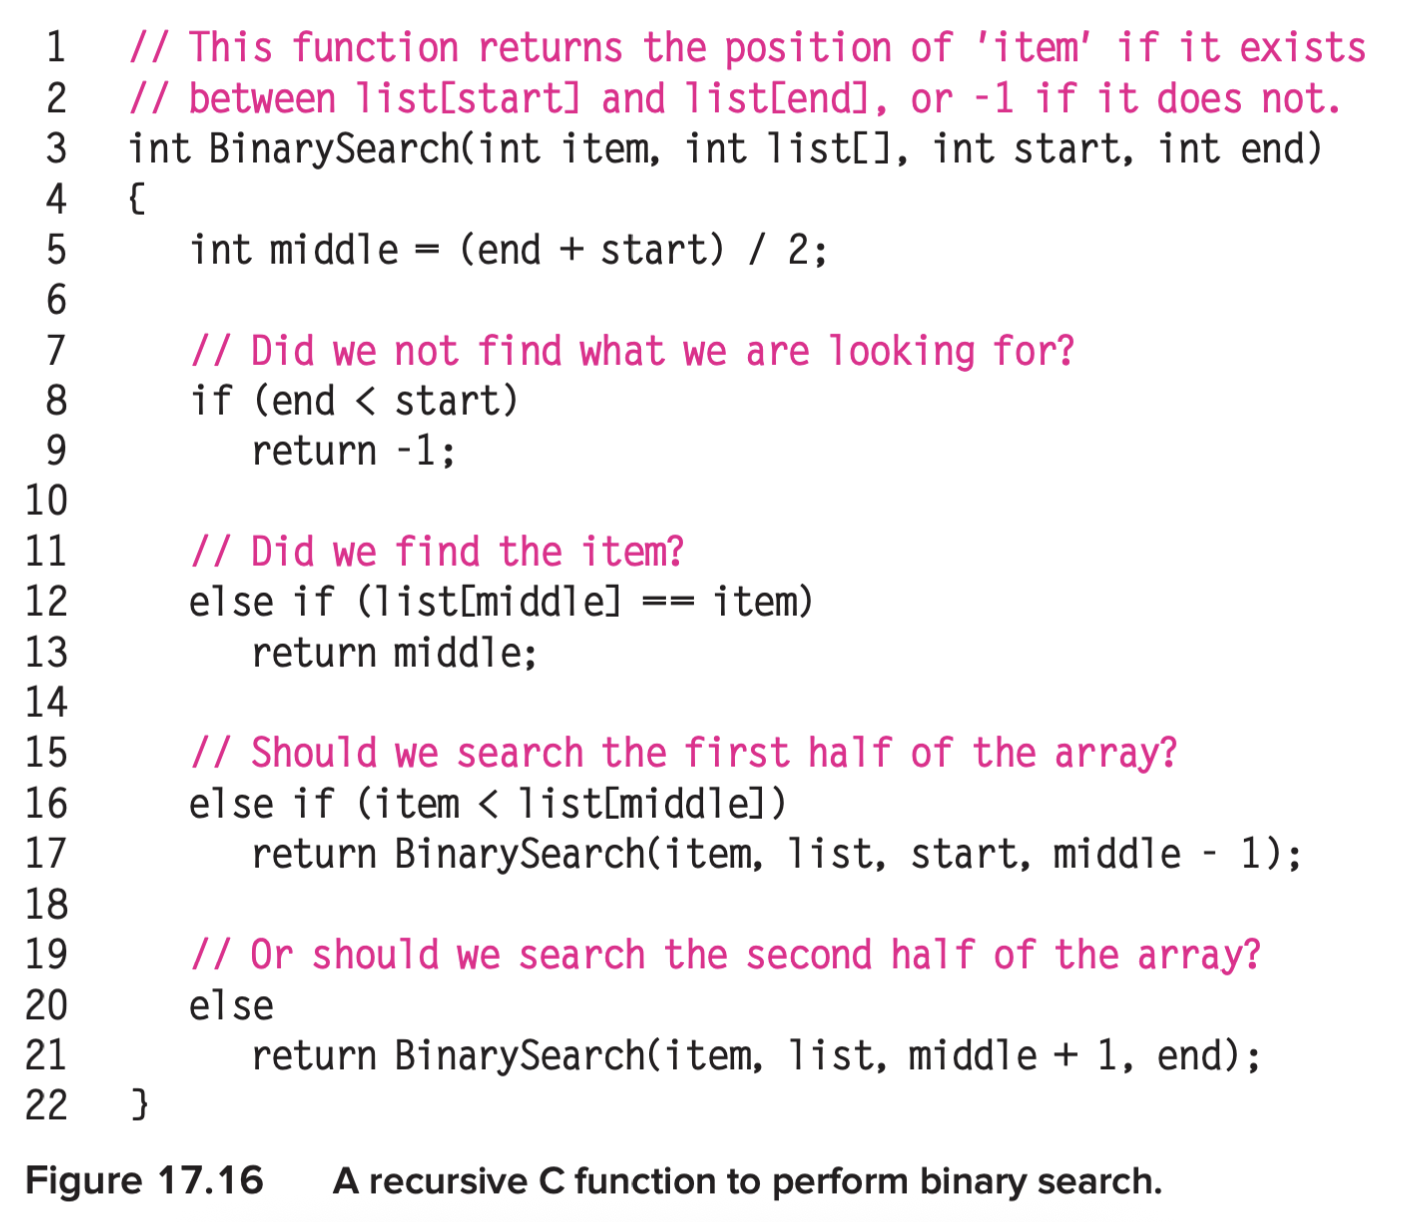 1 // This function returns the position of 'item' if it exists
2 // between list[start] and list[end], or -1 if it does not.
3 int BinarySearch(int item, int list[], int start, int end)
4 {
5 int middle = (end + start) / 2;
6
7 // Did we not find what we are looking for?
8 if (end < start)
9 return -1;
10
11 // Did we find the item?
12 else if (list[middle] == item)
13 return middle;
14
15 // Should we search the first half of the array?
16 else if (item < list[middle])
17 return BinarySearch(item, list, start, middle - 1);
18
19 // Or should we search the second half of the array?
20 else
21 return BinarySearch(item, list, middle + 1, end);
22 }
Figure 17.16 A recursive C function to perform binary search.